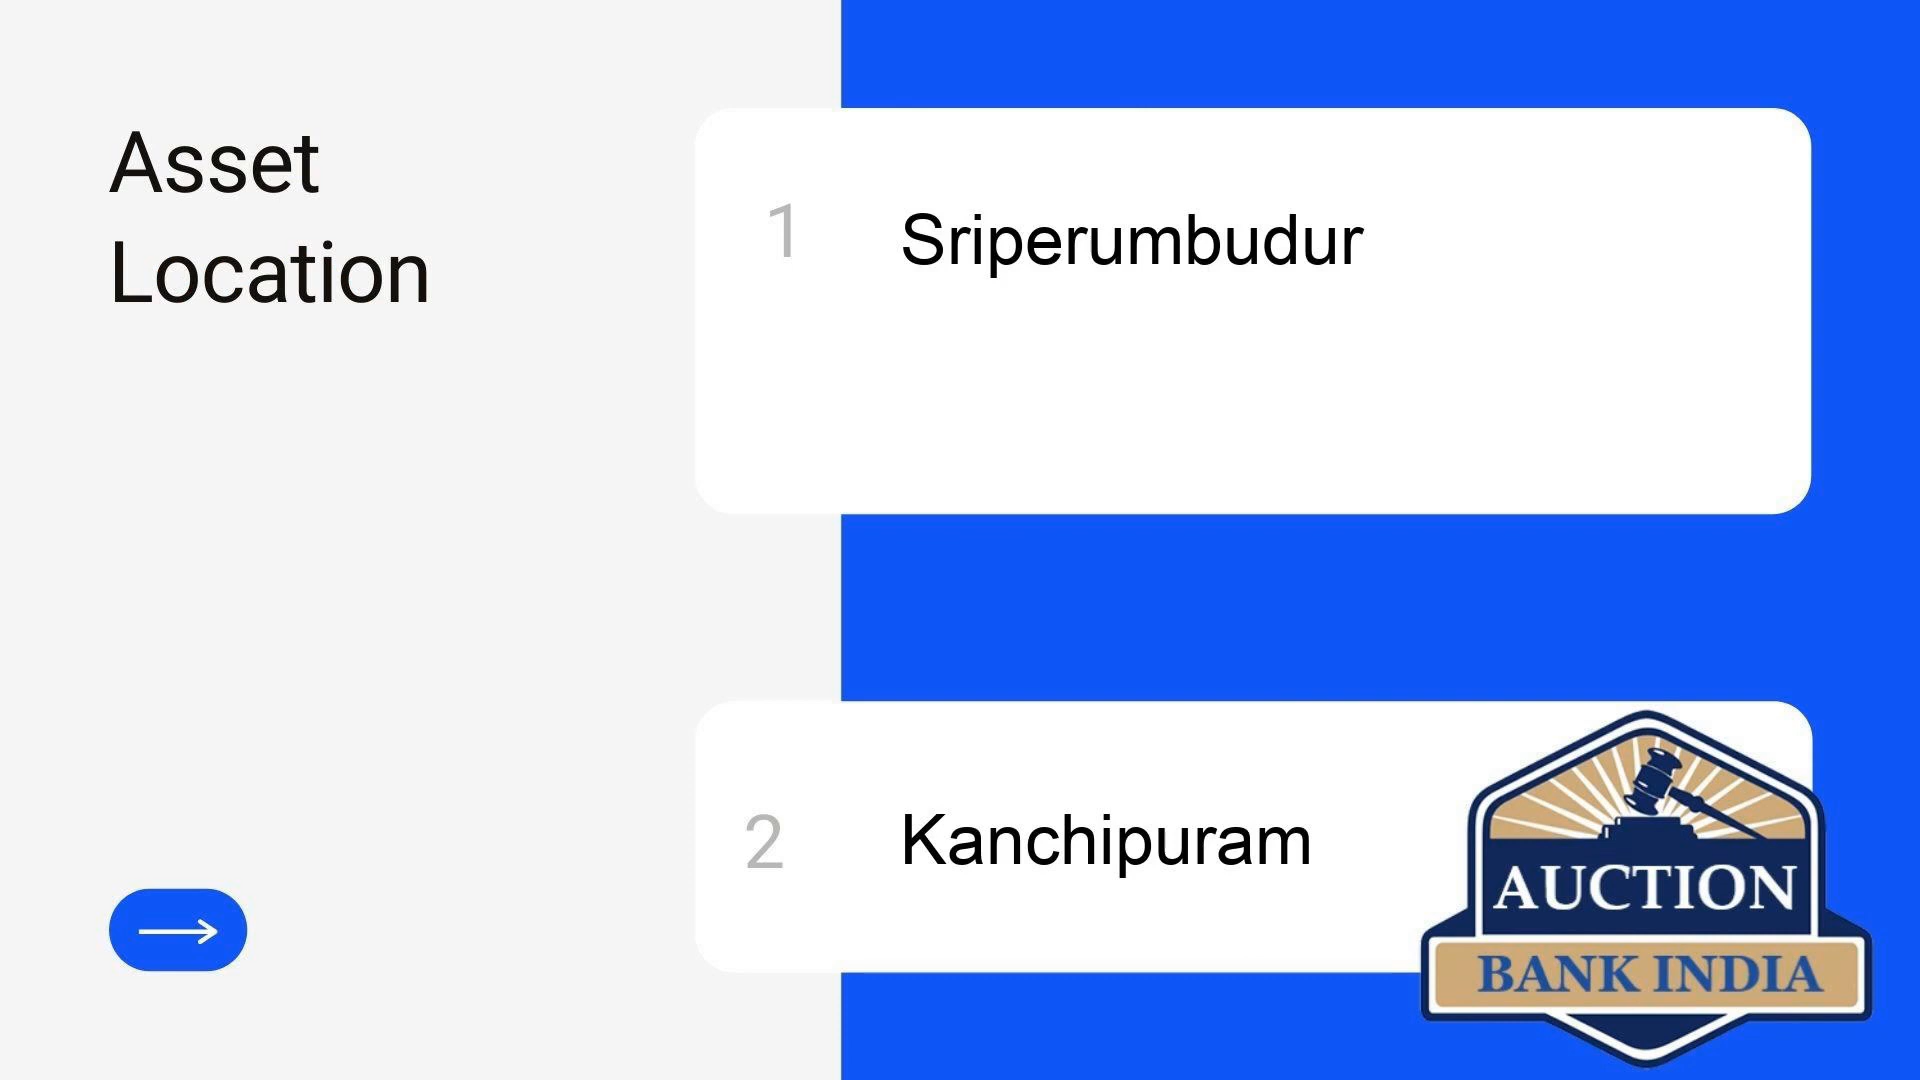 Asset
Location
1
Sriperumbudur
2
Kanchipuram
AUCTION
BANK INDIA